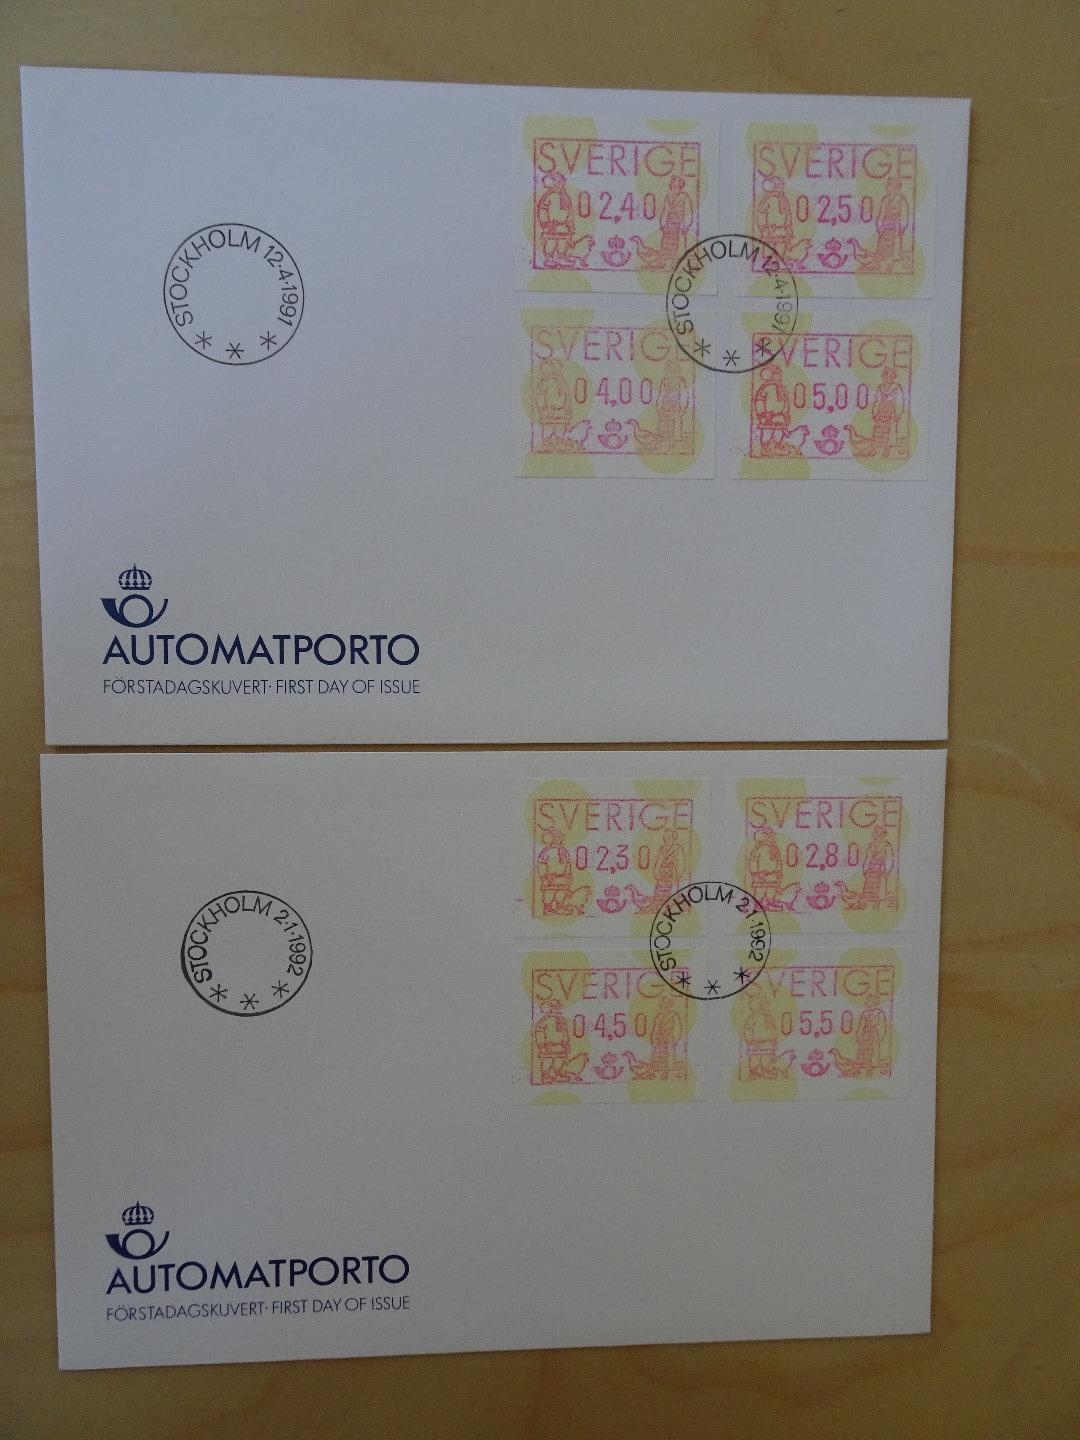 SVERIGE
02,40
SVERIGE
02,50
STOCKHOLM 12·4·1991
STOCKHOLM 12·4·1991
SVERIGE
04,00
SVERIGE
05,00
AUTOMATPORTO
FÖRSTADAGSKUVERT· FIRST DAY OF ISSUE
SVERIGE
02,30
SVERIGE
02,80
STOCKHOLM 2·1·1992
STOCKHOLM 2·1·1992
SVERIGE
04,50
SVERIGE
05,50
AUTOMATPORTO
FÖRSTADAGSKUVERT· FIRST DAY OF ISSUE